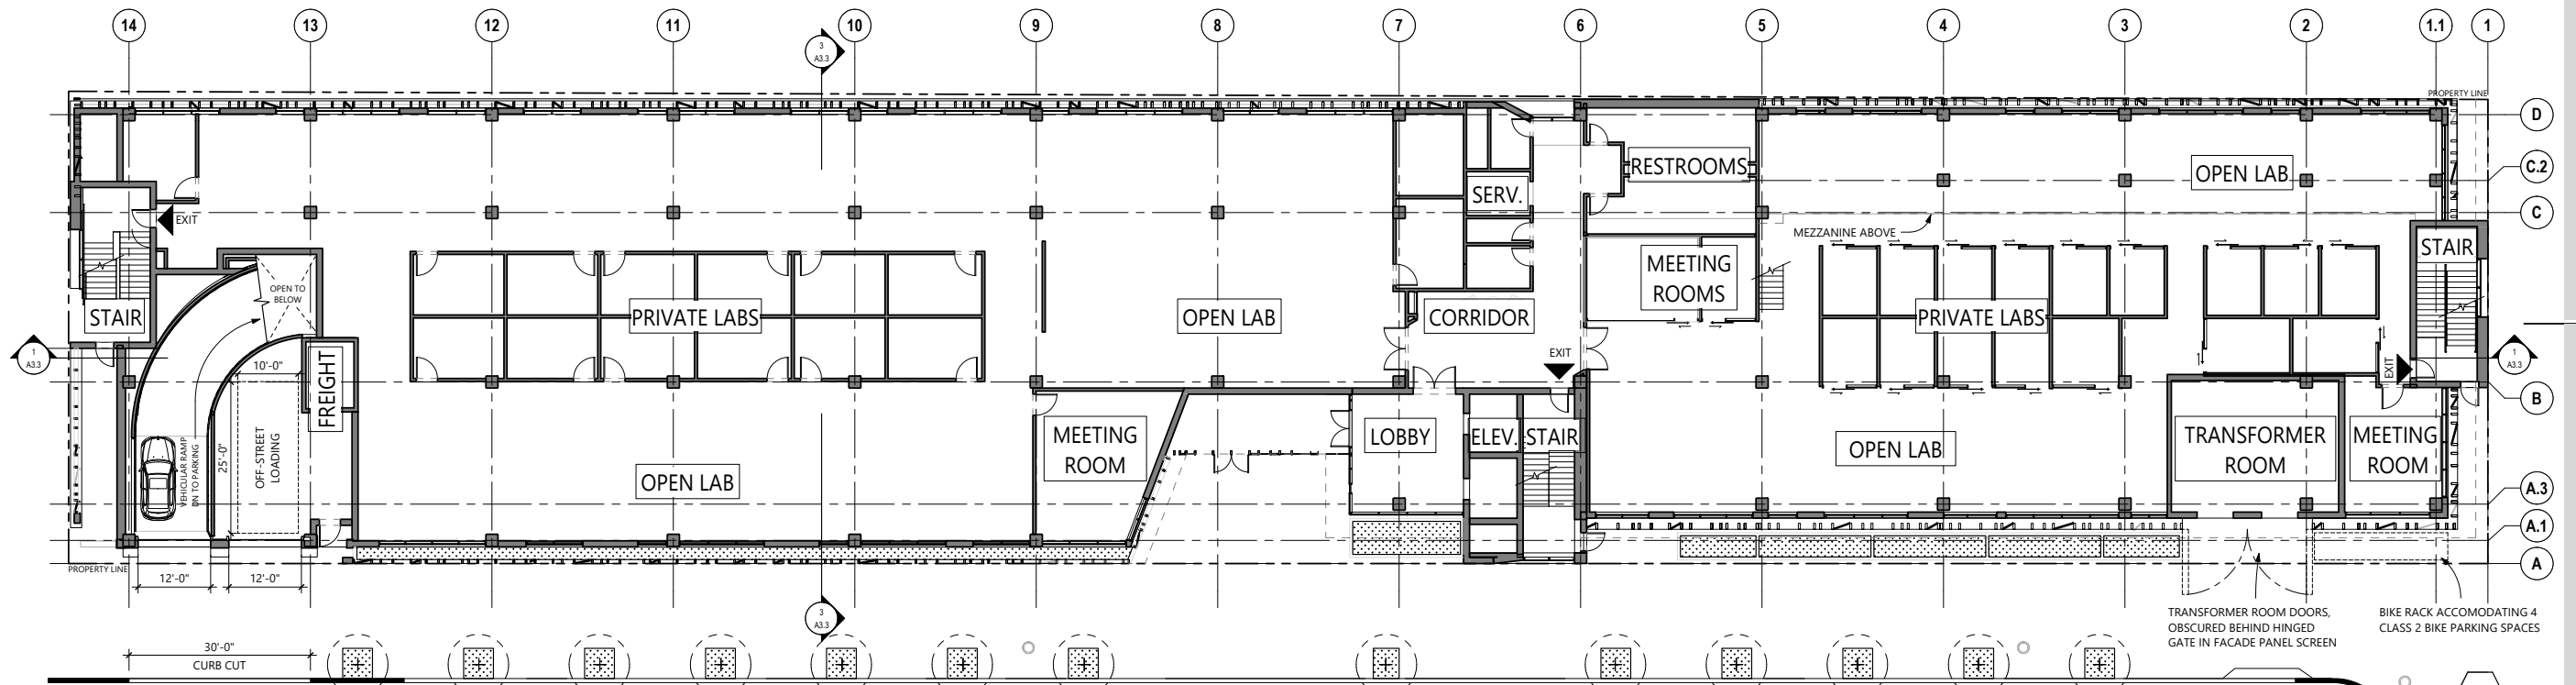 14 13 12 11 10 9 8 7 6 5 4 3 2 1.1 1
3
A3.3
PROPERTY LINE
D
C.2
C
B
A.3
A.1
A
EXIT
STAIR
OPEN TO
BELOW
1
A3.3
10'-0"
FREIGHT
25'-0"
OFF-STREET
LOADING
VEHICULAR RAMP
DN TO PARKING
PRIVATE LABS
OPEN LAB
OPEN LAB
MEETING
ROOM
SERV.
CORRIDOR
EXIT
LOBBY
ELEV.
STAIR
RESTROOMS
MEETING
ROOMS
OPEN LAB
MEZZANINE ABOVE
PRIVATE LABS
STAIR
EXIT
1
A3.3
OPEN LAB
TRANSFORMER
ROOM
MEETING
ROOM
PROPERTY LINE
12'-0"
12'-0"
3
A3.3
30'-0"
CURB CUT
TRANSFORMER ROOM DOORS,
OBSCURED BEHIND HINGED
GATE IN FACADE PANEL SCREEN
BIKE RACK ACCOMODATING 4
CLASS 2 BIKE PARKING SPACES